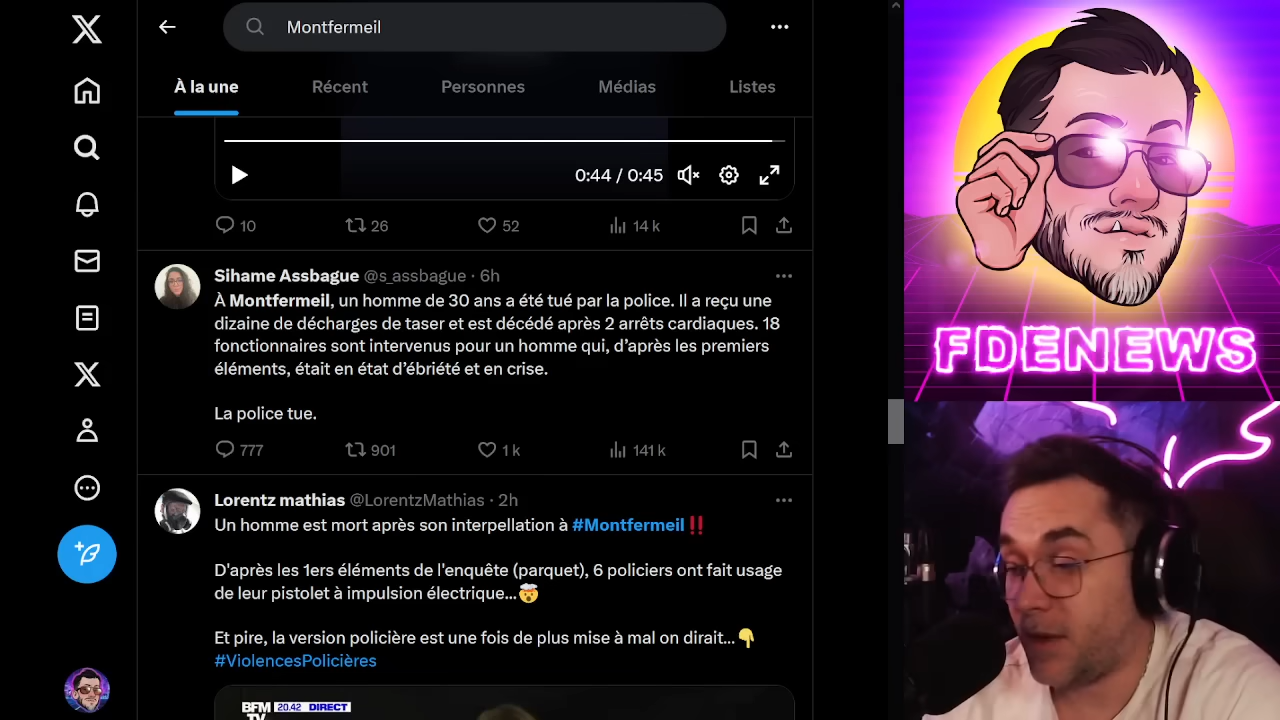 Montfermeil
À la une
Récent
Personnes
Médias
Listes
0:44 / 0:45
10
26
52
14 k
Sihame Assbague @s_assbague · 6h
À Montfermeil, un homme de 30 ans a été tué par la police. Il a reçu une
dizaine de décharges de taser et est décédé après 2 arrêts cardiaques. 18
fonctionnaires sont intervenus pour un homme qui, d’après les premiers
éléments, était en état d’ébriété et en crise.
La police tue.
777
901
1 k
141 k
Lorentz mathias @LorentzMathias · 2h
Un homme est mort après son interpellation à #Montfermeil‼️
D'après les 1ers éléments de l'enquête (parquet), 6 policiers ont fait usage
de leur pistolet à impulsion électrique...🤯
Et pire, la version policière est une fois de plus mise à mal on dirait...👇
#ViolencesPolicières
BFM TV 20.42 DIRECT
FDENEWS